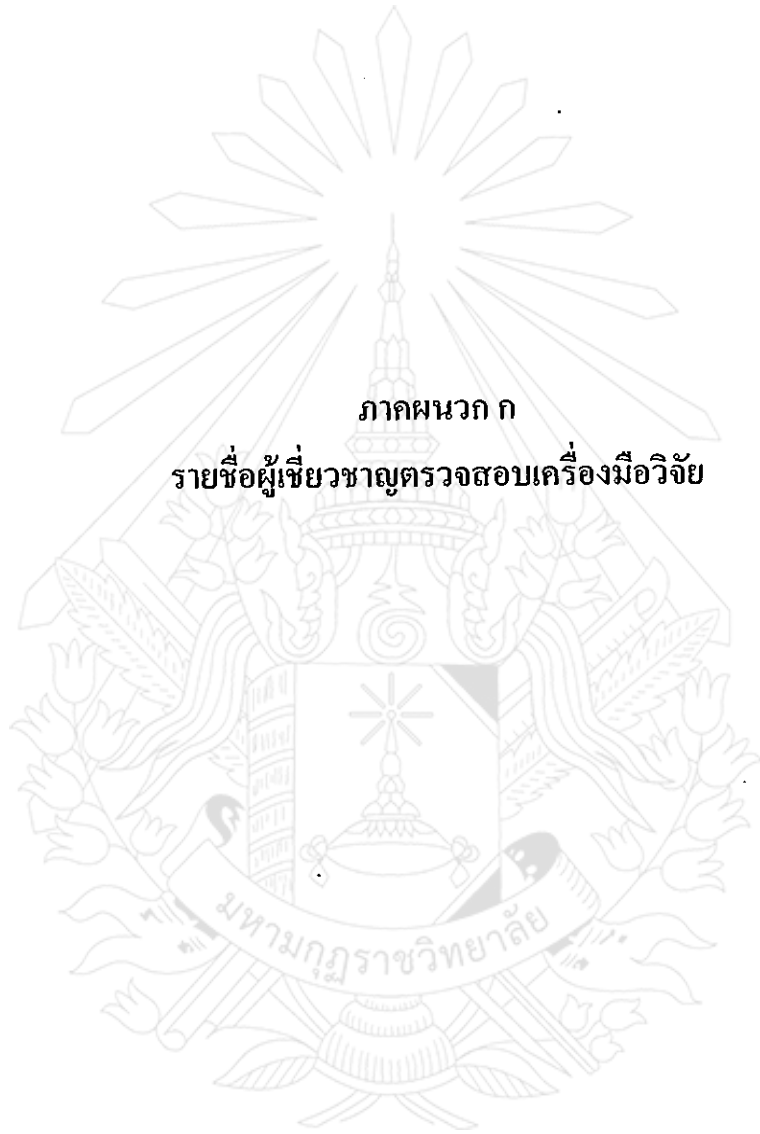 ภาคผนวก ก
รายชื่อผู้เชี่ยวชาญตรวจสอบเครื่องมือวิจัย
มหามกุฏราชวิทยาลัย